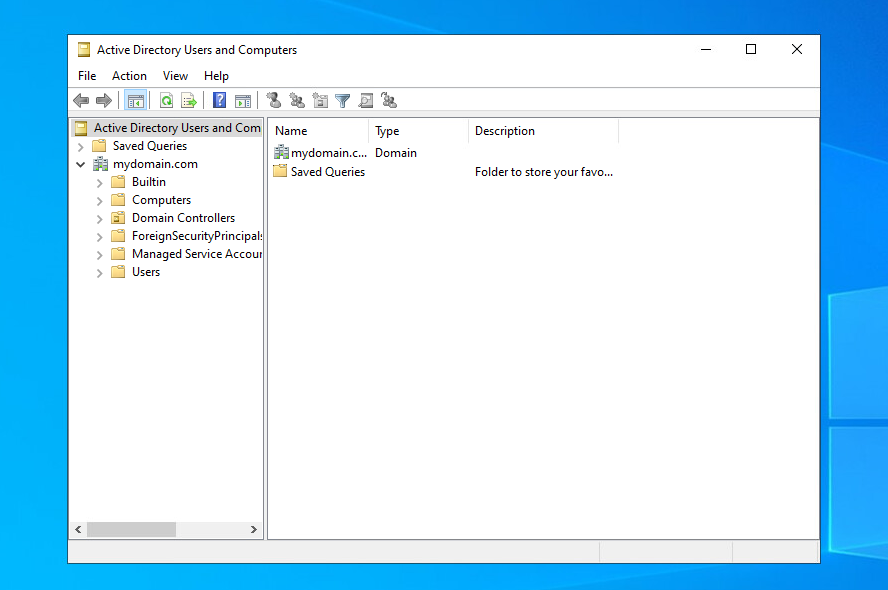 Active Directory Users and Computers
File Action View Help
Active Directory Users and Com
Saved Queries
mydomain.com
Builtin
Computers
Domain Controllers
ForeignSecurityPrincipals
Managed Service Accour
Users
Name Type Description
mydomain.c... Domain
Saved Queries Folder to store your favo...